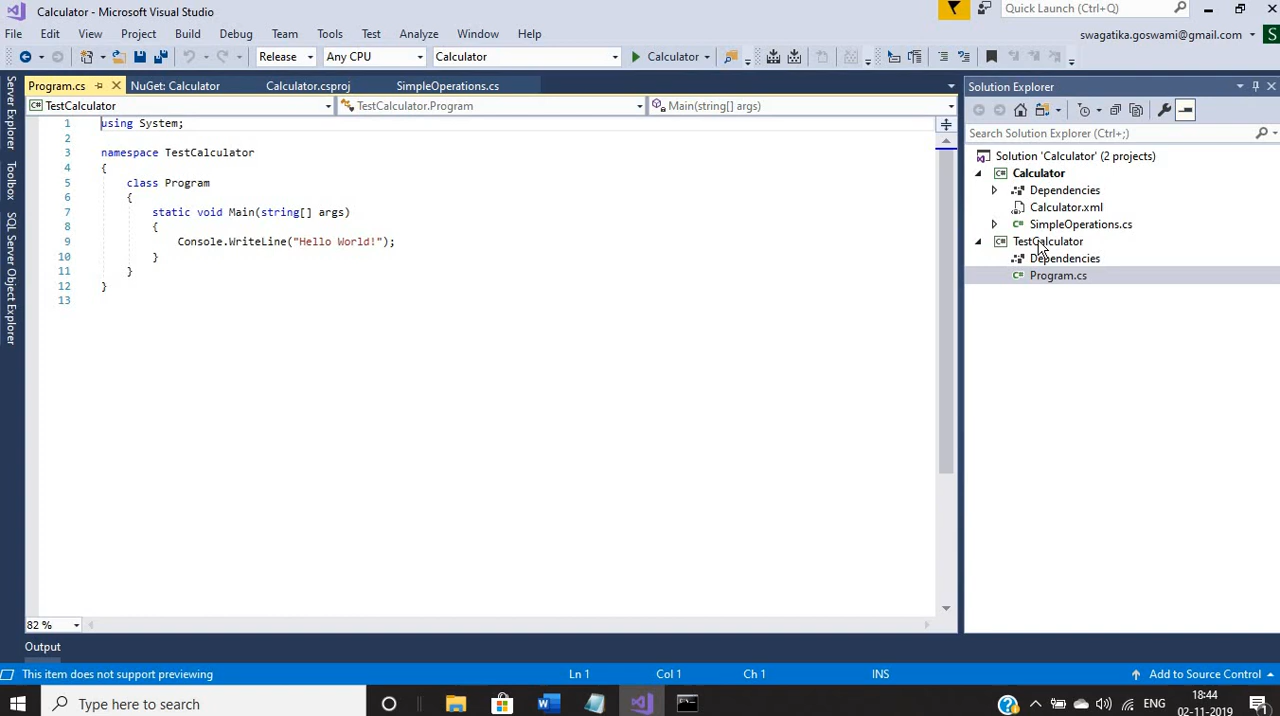 Calculator - Microsoft Visual Studio
Quick Launch (Ctrl+Q)
File Edit View Project Build Debug Team Tools Test Analyze Window Help
swagatika.goswami@gmail.com S
Release Any CPU Calculator Calculator
Server Explorer
Toolbox
SQL Server Object Explorer
Program.cs NuGet: Calculator Calculator.csproj SimpleOperations.cs
TestCalculator TestCalculator.Program Main(string[] args)
1 using System;
2
3 namespace TestCalculator
4 {
5 class Program
6 {
7 static void Main(string[] args)
8 {
9 Console.WriteLine("Hello World!");
10 }
11 }
12 }
13
82 %
Solution Explorer
Search Solution Explorer (Ctrl+;)
Solution 'Calculator' (2 projects)
Calculator
Dependencies
Calculator.xml
SimpleOperations.cs
TestCalculator
Dependencies
Program.cs
Output
This item does not support previewing Ln 1 Col 1 Ch 1 INS Add to Source Control
Type here to search
ENG
18:44
02-11-2019
1